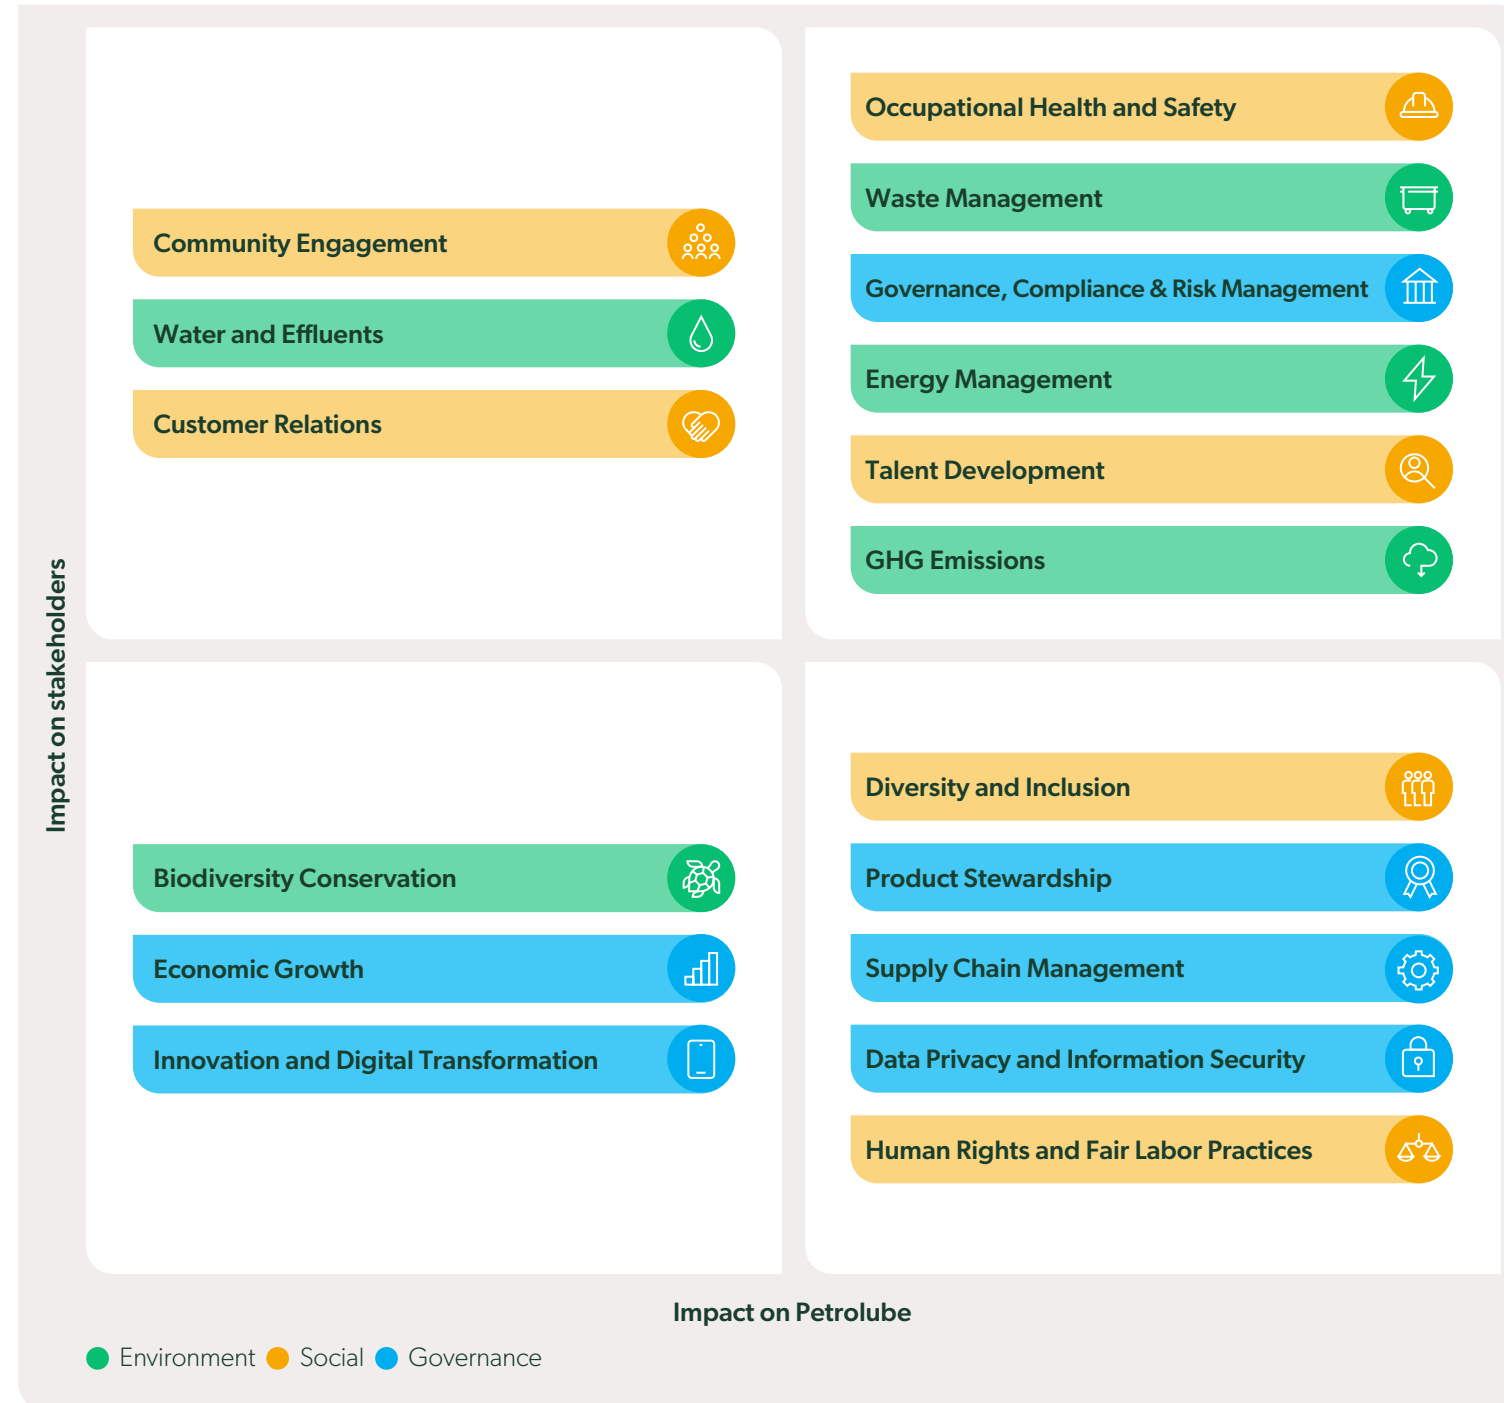 Impact on stakeholders
Community Engagement
Water and Effluents
Customer Relations
Occupational Health and Safety
Waste Management
Governance, Compliance & Risk Management
Energy Management
Talent Development
GHG Emissions
Biodiversity Conservation
Economic Growth
Innovation and Digital Transformation
Diversity and Inclusion
Product Stewardship
Supply Chain Management
Data Privacy and Information Security
Human Rights and Fair Labor Practices
Impact on Petrolube
Environment Social Governance